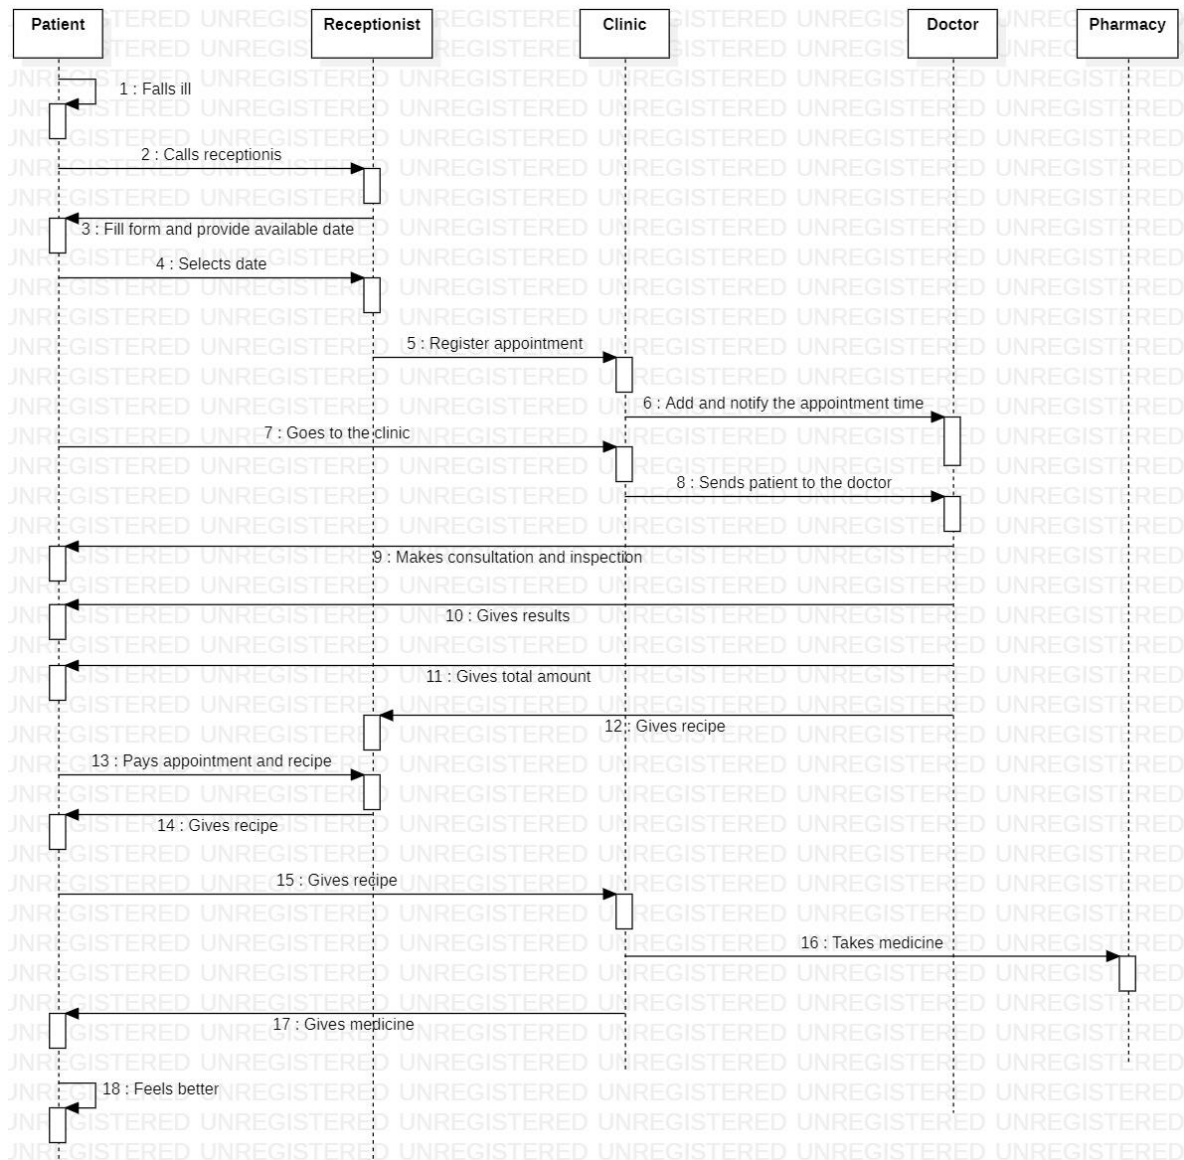 Patient
Receptionist
Clinic
Doctor
Pharmacy
1 : Falls ill
2 : Calls receptionis
3 : Fill form and provide available date
4 : Selects date
5 : Register appointment
6 : Add and notify the appointment time
7 : Goes to the clinic
8 : Sends patient to the doctor
9 : Makes consultation and inspection
10 : Gives results
11 : Gives total amount
12 : Gives recipe
13 : Pays appointment and recipe
14 : Gives recipe
15 : Gives recipe
16 : Takes medicine
17 : Gives medicine
18 : Feels better
UNREGISTERED